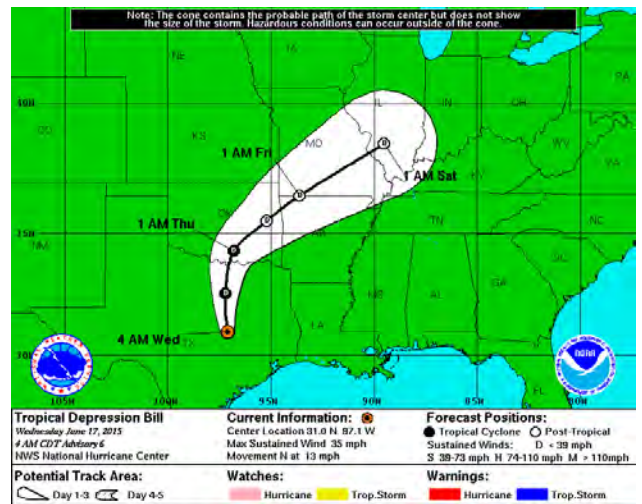 Note: The cone contains the probable path of the storm center but does not show
the size of the storm. Hazardous conditions can occur outside of the cone.
NE
IA
PA
40N
IL
IN
OH
CO
KS
MO
WV
VA
1 AM Fri
KY
1 AM Sat
OK
TN
NC
1 AM Thu
35N
AR
NM
SC
MS
AL
GA
4 AM Wed
TX
LA
30N
FL
NOAA
105W
100W
95W
90W
85W
80W
Tropical Depression Bill
Wednesday June 17, 2015
4 AM CDT Advisory 6
NWS National Hurricane Center
Current Information:
Center Location 31.0 N 97.1 W
Max Sustained Wind 35 mph
Movement N at 13 mph
Forecast Positions:
Tropical Cyclone Post-Tropical
Sustained Winds: D < 39 mph
S 39-73 mph H 74-110 mph M > 110mph
Potential Track Area:
Day 1-3 Day 4-5
Watches:
Hurricane Trop.Storm
Warnings:
Hurricane Trop.Storm